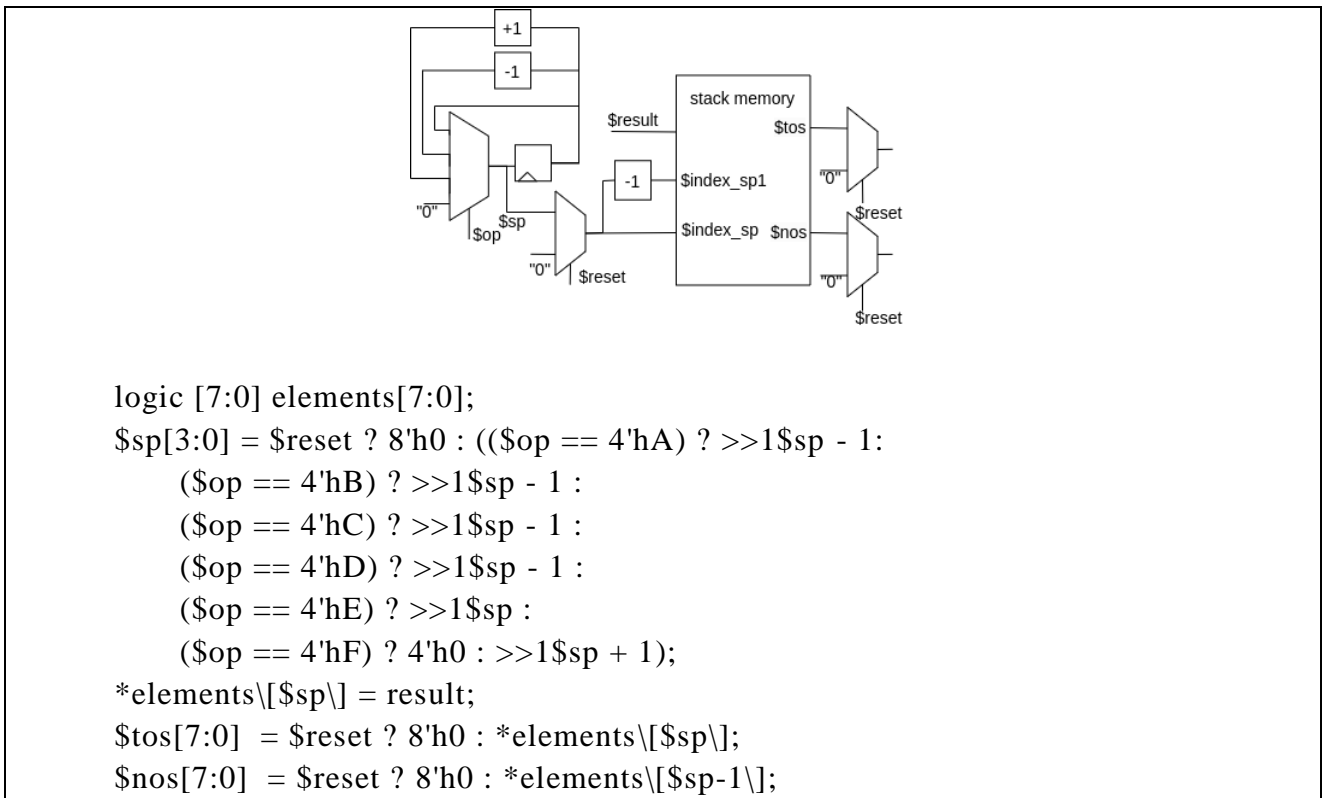 +1
-1
stack memory
$result
$tos
-1
$index_sp1
"0"
"0"
$sp
$reset
$op
$index_sp
$nos
"0"
$reset
"0"
$reset
logic [7:0] elements[7:0];
$sp[3:0] = $reset ? 8'h0 : (($op == 4'hA) ? >>1$sp - 1:
($op == 4'hB) ? >>1$sp - 1 :
($op == 4'hC) ? >>1$sp - 1 :
($op == 4'hD) ? >>1$sp - 1 :
($op == 4'hE) ? >>1$sp :
($op == 4'hF) ? 4'h0 : >>1$sp + 1);
*elements\[$sp\] = result;
$tos[7:0]  = $reset ? 8'h0 : *elements\[$sp\];
$nos[7:0]  = $reset ? 8'h0 : *elements\[$sp-1\];